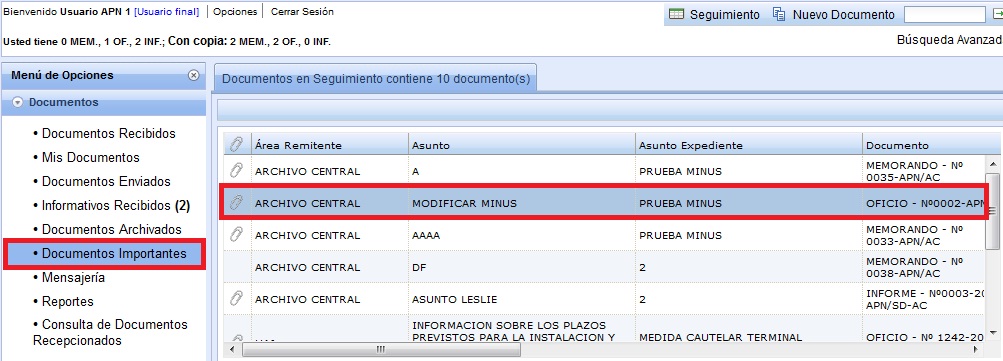 Bienvenido Usuario APN 1 [Usuario final] Opciones Cerrar Sesión
Seguimiento Nuevo Documento
Usted tiene 0 MEM., 1 OF., 2 INF.; Con copia: 2 MEM., 2 OF., 0 INF.
Búsqueda Avanzad
Menú de Opciones
Documentos
• Documentos Recibidos
• Mis Documentos
• Documentos Enviados
• Informativos Recibidos (2)
• Documentos Archivados
• Documentos Importantes
• Mensajería
• Reportes
• Consulta de Documentos
Recepcionados
Documentos en Seguimiento contiene 10 documento(s)
Área Remitente Asunto Asunto Expediente Documento
ARCHIVO CENTRAL A PRUEBA MINUS MEMORANDO - Nº
0035-APN/AC
ARCHIVO CENTRAL MODIFICAR MINUS PRUEBA MINUS OFICIO - Nº0002-APN
ARCHIVO CENTRAL AAAA PRUEBA MINUS MEMORANDO - Nº
0033-APN/AC
ARCHIVO CENTRAL DF 2 MEMORANDO - Nº
0038-APN/AC
ARCHIVO CENTRAL ASUNTO LESLIE 2 INFORME - Nº0003-20
APN/SD-AC
INFORMACION SOBRE LOS PLAZOS
PREVISTOS PARA LA INSTALACION Y MEDIDA CAUTELAR TERMINAL OFICIO - Nº 1242-20